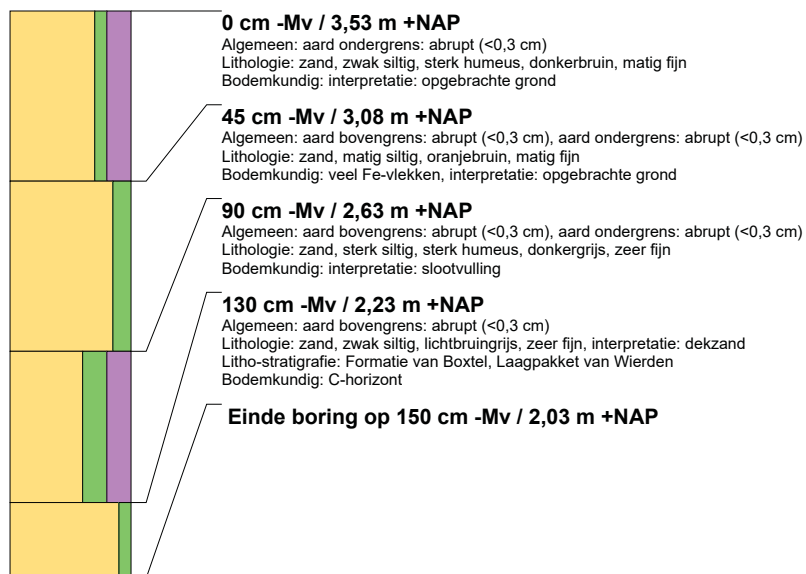 0 cm -Mv / 3,53 m +NAP
Algemeen: aard ondergrens: abrupt (<0,3 cm)
Lithologie: zand, zwak siltig, sterk humeus, donkerbruin, matig fijn
Bodemkundig: interpretatie: opgebrachte grond
45 cm -Mv / 3,08 m +NAP
Algemeen: aard bovengrens: abrupt (<0,3 cm), aard ondergrens: abrupt (<0,3 cm)
Lithologie: zand, matig siltig, oranjebruin, matig fijn
Bodemkundig: veel Fe-vlekken, interpretatie: opgebrachte grond
90 cm -Mv / 2,63 m +NAP
Algemeen: aard bovengrens: abrupt (<0,3 cm), aard ondergrens: abrupt (<0,3 cm)
Lithologie: zand, sterk siltig, sterk humeus, donkergrijs, zeer fijn
Bodemkundig: interpretatie: slootvulling
130 cm -Mv / 2,23 m +NAP
Algemeen: aard bovengrens: abrupt (<0,3 cm)
Lithologie: zand, zwak siltig, lichtbruingrijs, zeer fijn, interpretatie: dekzand
Litho-stratigrafie: Formatie van Boxtel, Laagpakket van Wierden
Bodemkundig: C-horizont
Einde boring op 150 cm -Mv / 2,03 m +NAP